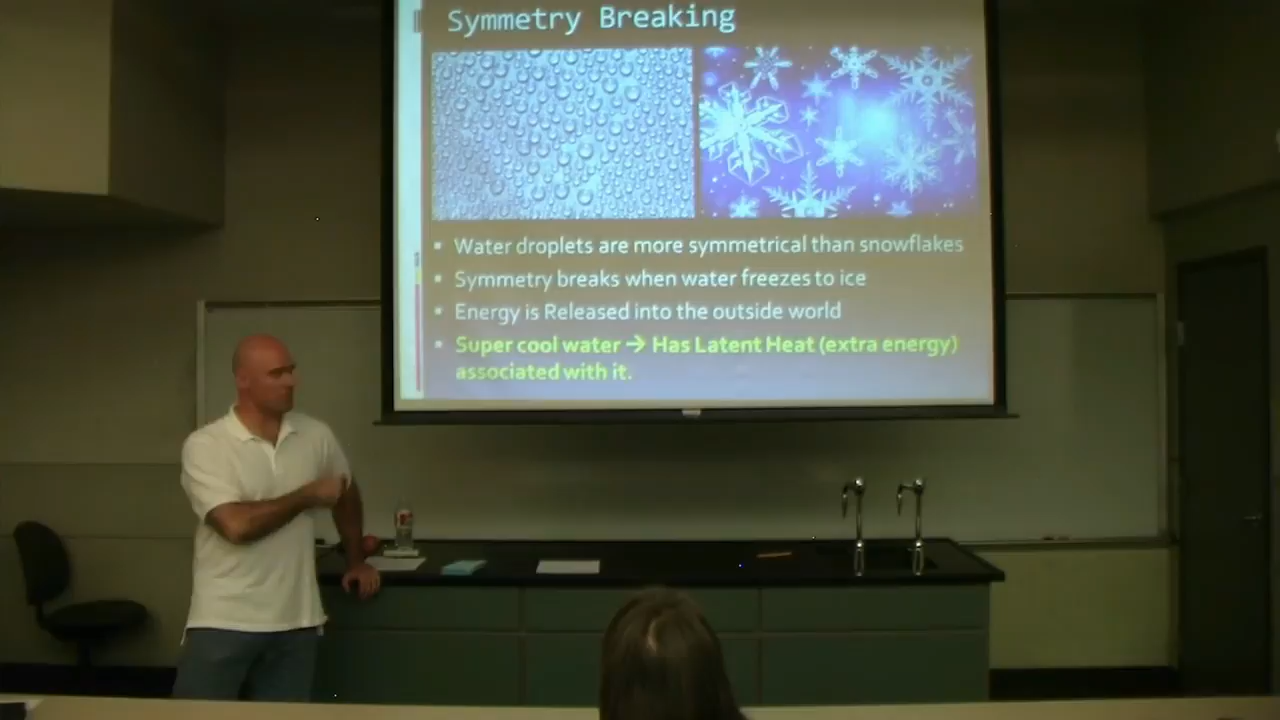 Symmetry Breaking
Water droplets are more symmetrical than snowflakes
Symmetry breaks when water freezes to ice
Energy is Released into the outside world
Super cool water → Has Latent Heat (extra energy)
associated with it.